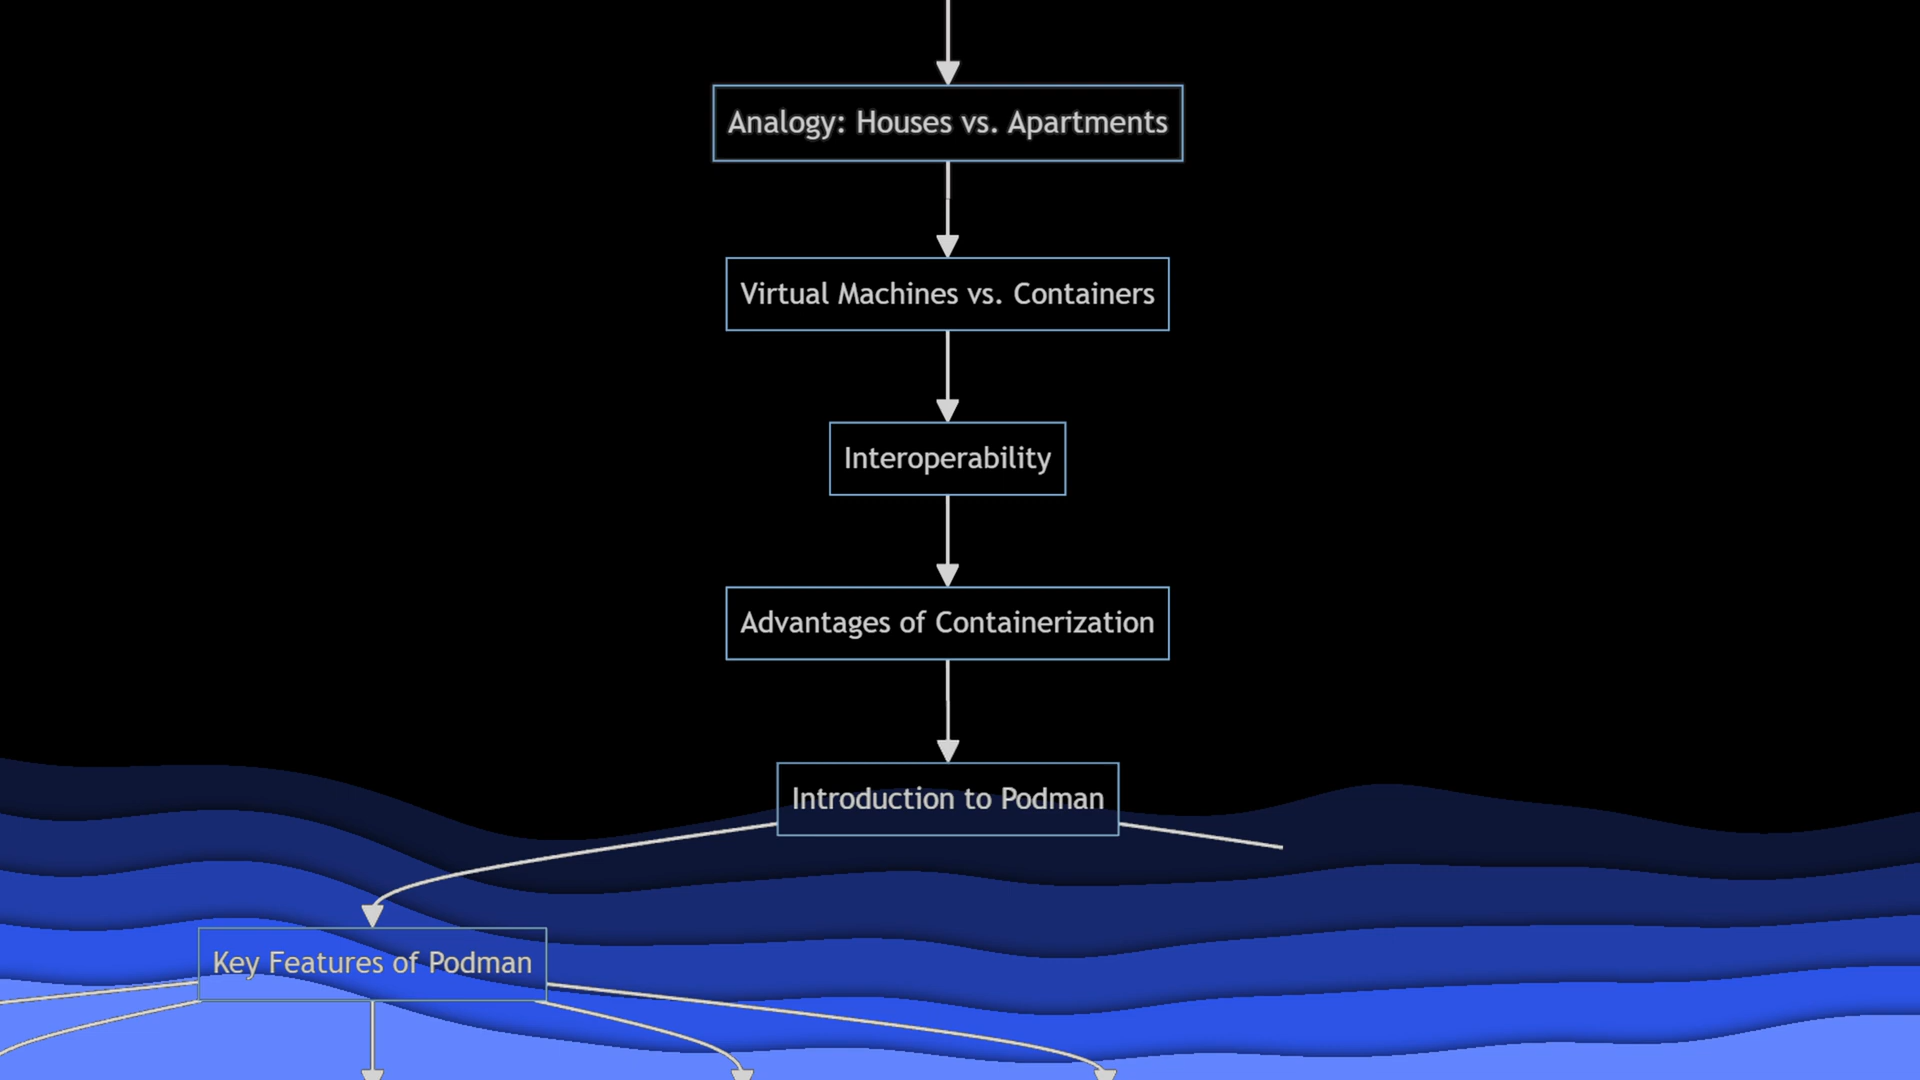 Analogy: Houses vs. Apartments
Virtual Machines vs. Containers
Interoperability
Advantages of Containerization
Introduction to Podman
Key Features of Podman